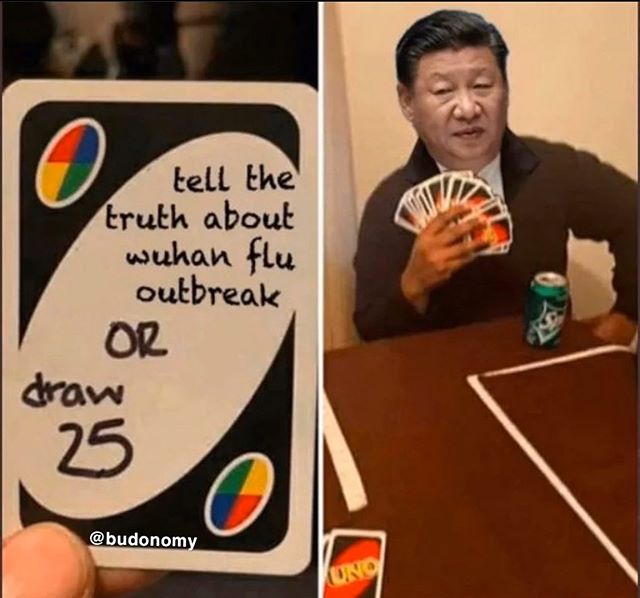 tell the
truth about
wuhan flu
outbreak
OR
draw
25
@budonomy
UNO